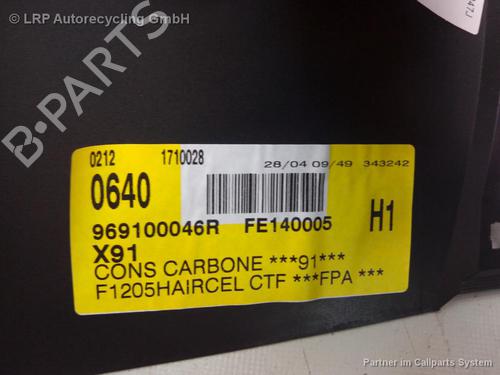 © LRP Autorecycling GmbH
B-PARTS
0212 1710028
28/04 09/49 343242
0640
969100046R FE140005 H1
X91
CONS CARBONE ***91***
F1205HAIRCEL CTF ***FPA ***
Partner im Callparts System